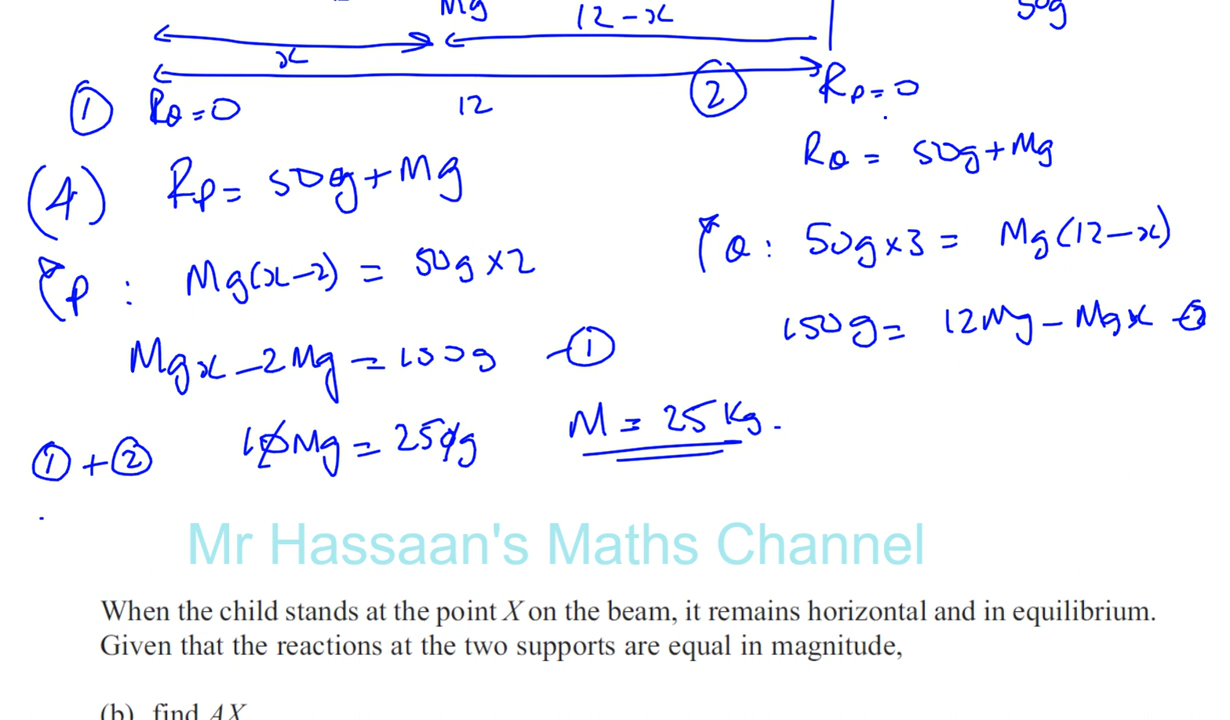 Mg 12-x 50g
x
12
① R_Q = 0
② R_P = 0
(4) R_P = 50g + Mg
R_Q = 50g + Mg
P : Mg(x-2) = 50g × 2
Q : 50g × 3 = Mg(12-x)
Mgx - 2Mg = 100g - ①
150g = 12Mg - Mgx - ②
① + ② 10Mg = 250g M = 25 Kg.
Mr Hassaan's Maths Channel
When the child stands at the point X on the beam, it remains horizontal and in equilibrium.
Given that the reactions at the two supports are equal in magnitude,
(b) find AX